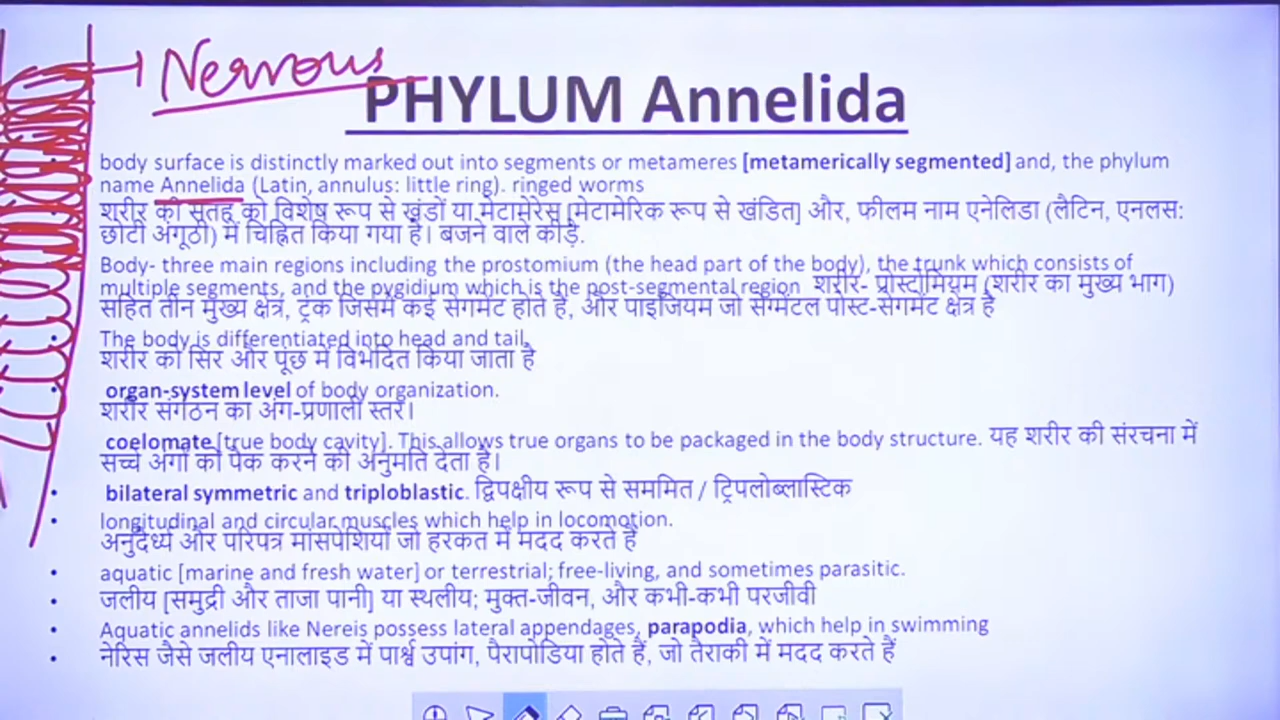 Nervous
PHYLUM Annelida
body surface is distinctly marked out into segments or metameres [metamerically segmented] and, the phylum
name Annelida (Latin, annulus: little ring). ringed worms
शरीर की सतह को विशेष रूप से खंडों या मेटामेरेस [मेटामेरिक रूप से खंडित] और, फीलम नाम एनेलिडा (लैटिन, एनलस:
छोटी अंगूठी) में चिह्नित किया गया है। बजने वाले कीड़े.
Body- three main regions including the prostomium (the head part of the body), the trunk which consists of
multiple segments, and the pygidium which is the post-segmental region शरीर- प्रोस्टोमियम (शरीर का मुख्य भाग)
सहित तीन मुख्य क्षेत्र, ट्रंक जिसमें कई सेगमेंट होते हैं, और पाइजियम जो सेग्मेंटल पोस्ट-सेगमेंट क्षेत्र है
The body is differentiated into head and tail.
शरीर को सिर और पूंछ में विभेदित किया जाता है
organ-system level of body organization.
शरीर संगठन का अंग-प्रणाली स्तर।
coelomate [true body cavity]. This allows true organs to be packaged in the body structure. यह शरीर की संरचना में
सच्चे अंगों को पैक करने की अनुमति देता है।
• bilateral symmetric and triploblastic. द्विपक्षीय रूप से सममित / ट्रिपलोब्लास्टिक
• longitudinal and circular muscles which help in locomotion.
अनुदैर्ध्य और परिपत्र मांसपेशियों जो हरकत में मदद करते हैं
• aquatic [marine and fresh water] or terrestrial; free-living, and sometimes parasitic.
• जलीय [समुद्री और ताजा पानी] या स्थलीय; मुक्त-जीवन, और कभी-कभी परजीवी
• Aquatic annelids like Nereis possess lateral appendages, parapodia, which help in swimming
• नेरिस जैसे जलीय एनालाइड में पार्श्व उपांग, पैरापोडिया होते हैं, जो तैराकी में मदद करते हैं